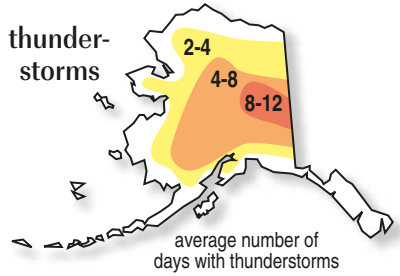 thunder-
storms
2-4
4-8
8-12
average number of
days with thunderstorms